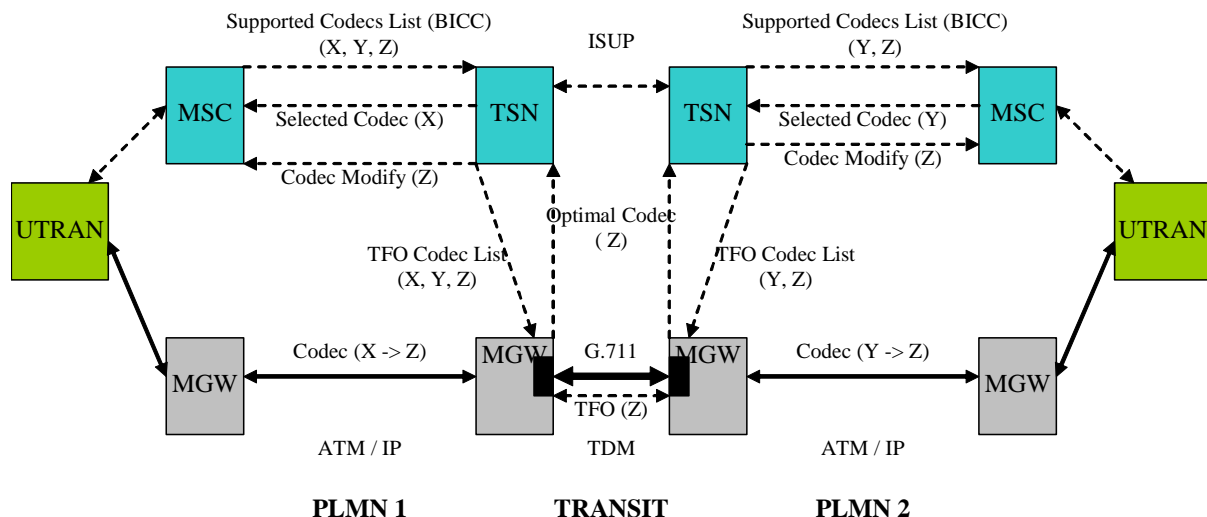 Supported Codecs List (BICC)
(X, Y, Z)
ISUP
Supported Codecs List (BICC)
(Y, Z)
MSC
Selected Codec (X)
TSN
TSN
Selected Codec (Y)
MSC
Codec Modify (Z)
Codec Modify (Z)
UTRAN
Optimal Codec
( Z)
UTRAN
TFO Codec List
(X, Y, Z)
TFO Codec List
(Y, Z)
MGW
Codec (X -> Z)
MGW
G.711
MGW
Codec (Y -> Z)
MGW
TFO (Z)
ATM / IP
TDM
ATM / IP
PLMN 1
TRANSIT
PLMN 2